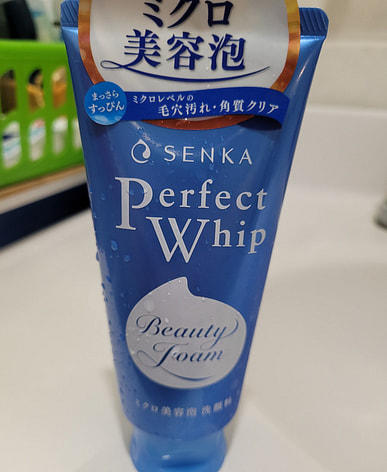 ミクロ
美容泡
まっさら
すっぴん
ミクロレベルの
毛穴汚れ・角質クリア
SENKA
Perfect
Whip
Beauty
Foam
ミクロ美容泡 洗顔料